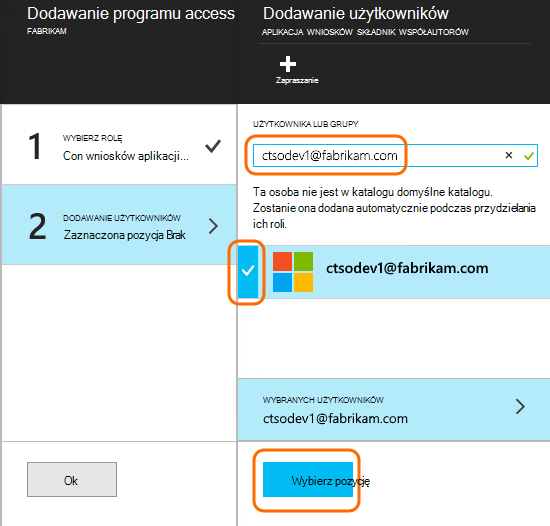 Dodawanie programu access
FABRIKAM
1
WYBIERZ ROLĘ
Con wniosków aplikacji...
2
DODAWANIE UŻYTKOWNIKÓW
Zaznaczona pozycja Brak
Ok
Dodawanie użytkowników
APLIKACJA WNIOSKÓW SKŁADNIK WSPÓŁAUTORÓW
Zapraszanie
UŻYTKOWNIKA LUB GRUPY
ctsodev1@fabrikam.com
Ta osoba nie jest w katalogu domyślne katalogu.
Zostanie ona dodana automatycznie podczas przydzielania
ich roli.
ctsodev1@fabrikam.com
WYBRANYCH UŻYTKOWNIKÓW
ctsodev1@fabrikam.com
Wybierz pozycję